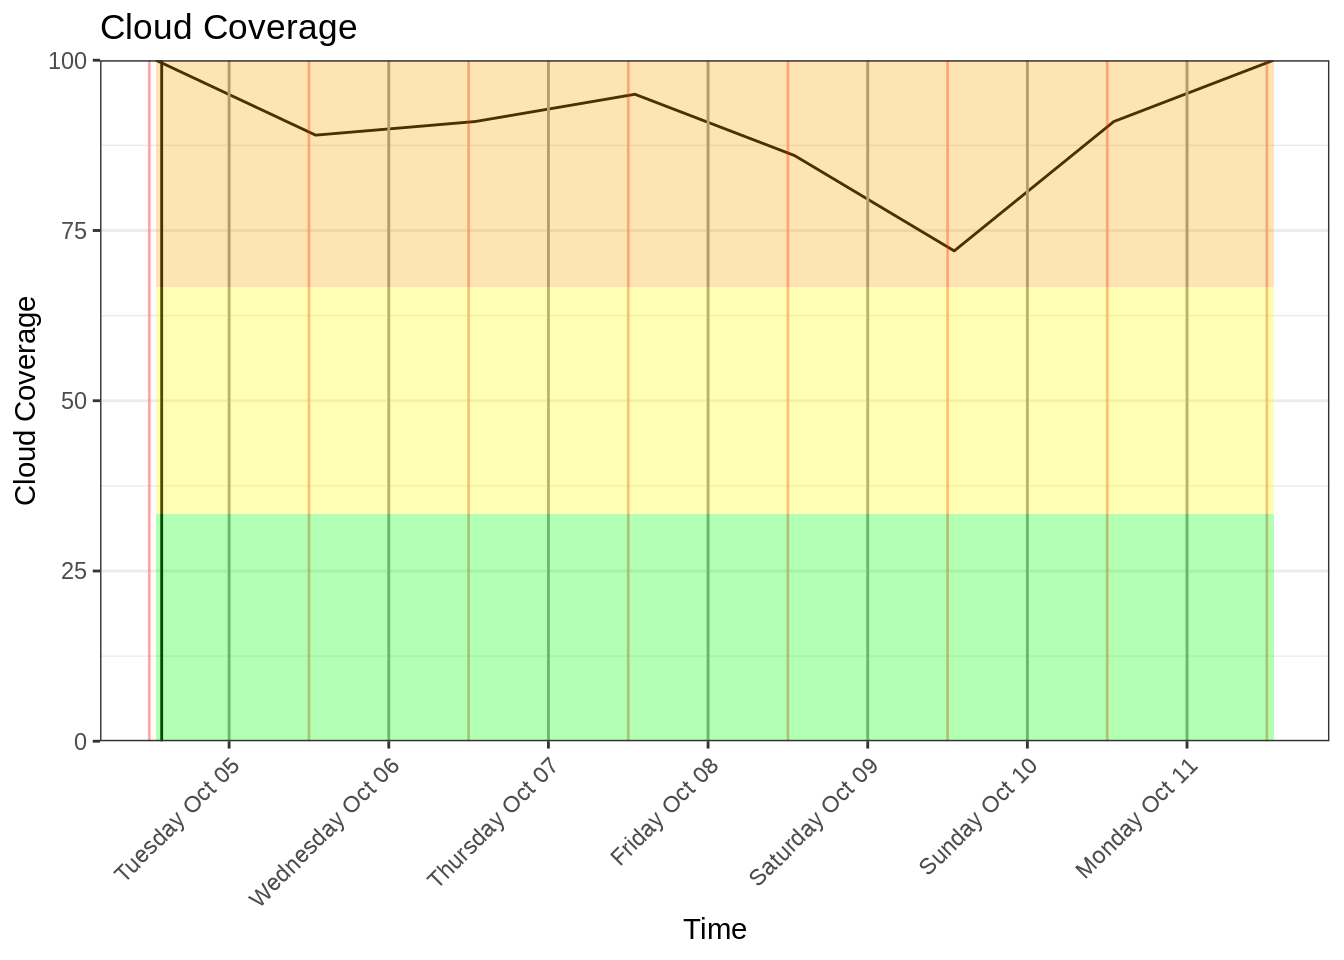 Cloud Coverage
Cloud Coverage
100
75
50
25
0
Tuesday Oct 05
Wednesday Oct 06
Thursday Oct 07
Friday Oct 08
Saturday Oct 09
Sunday Oct 10
Monday Oct 11
Time